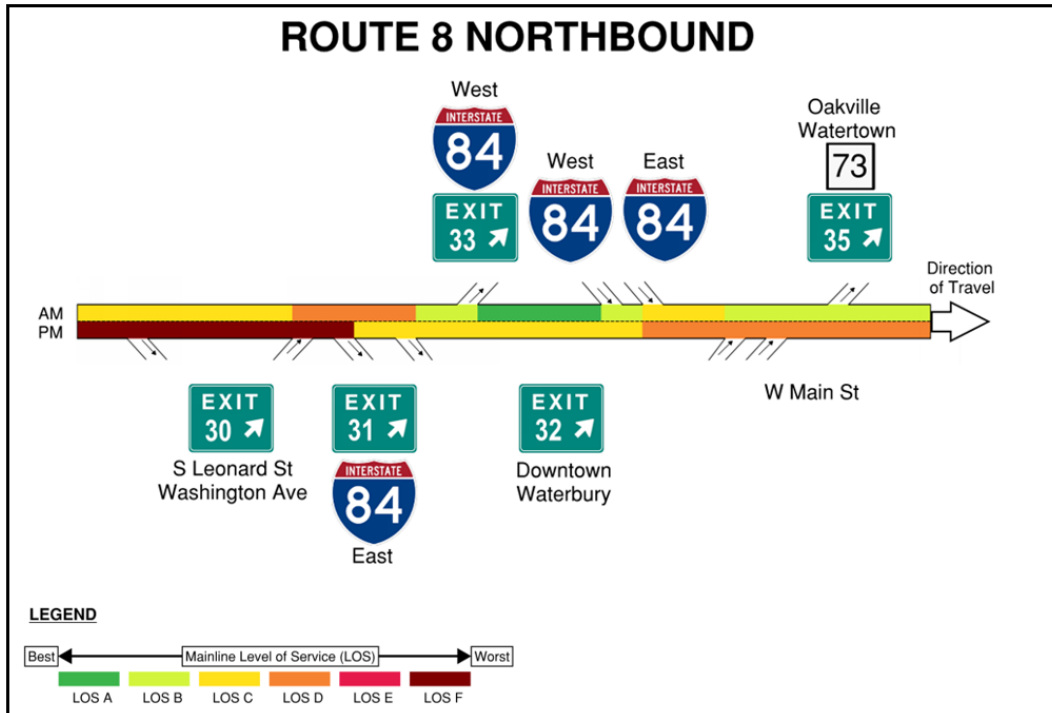 ROUTE 8 NORTHBOUND
West
INTERSTATE
84
EXIT
33
West
INTERSTATE
84
East
INTERSTATE
84
Oakville
Watertown
73
EXIT
35
Direction
of Travel
AM
PM
EXIT
30
S Leonard St
Washington Ave
EXIT
31
INTERSTATE
84
East
EXIT
32
Downtown
Waterbury
W Main St
LEGEND
Best
Mainline Level of Service (LOS)
Worst
LOS A
LOS B
LOS C
LOS D
LOS E
LOS F